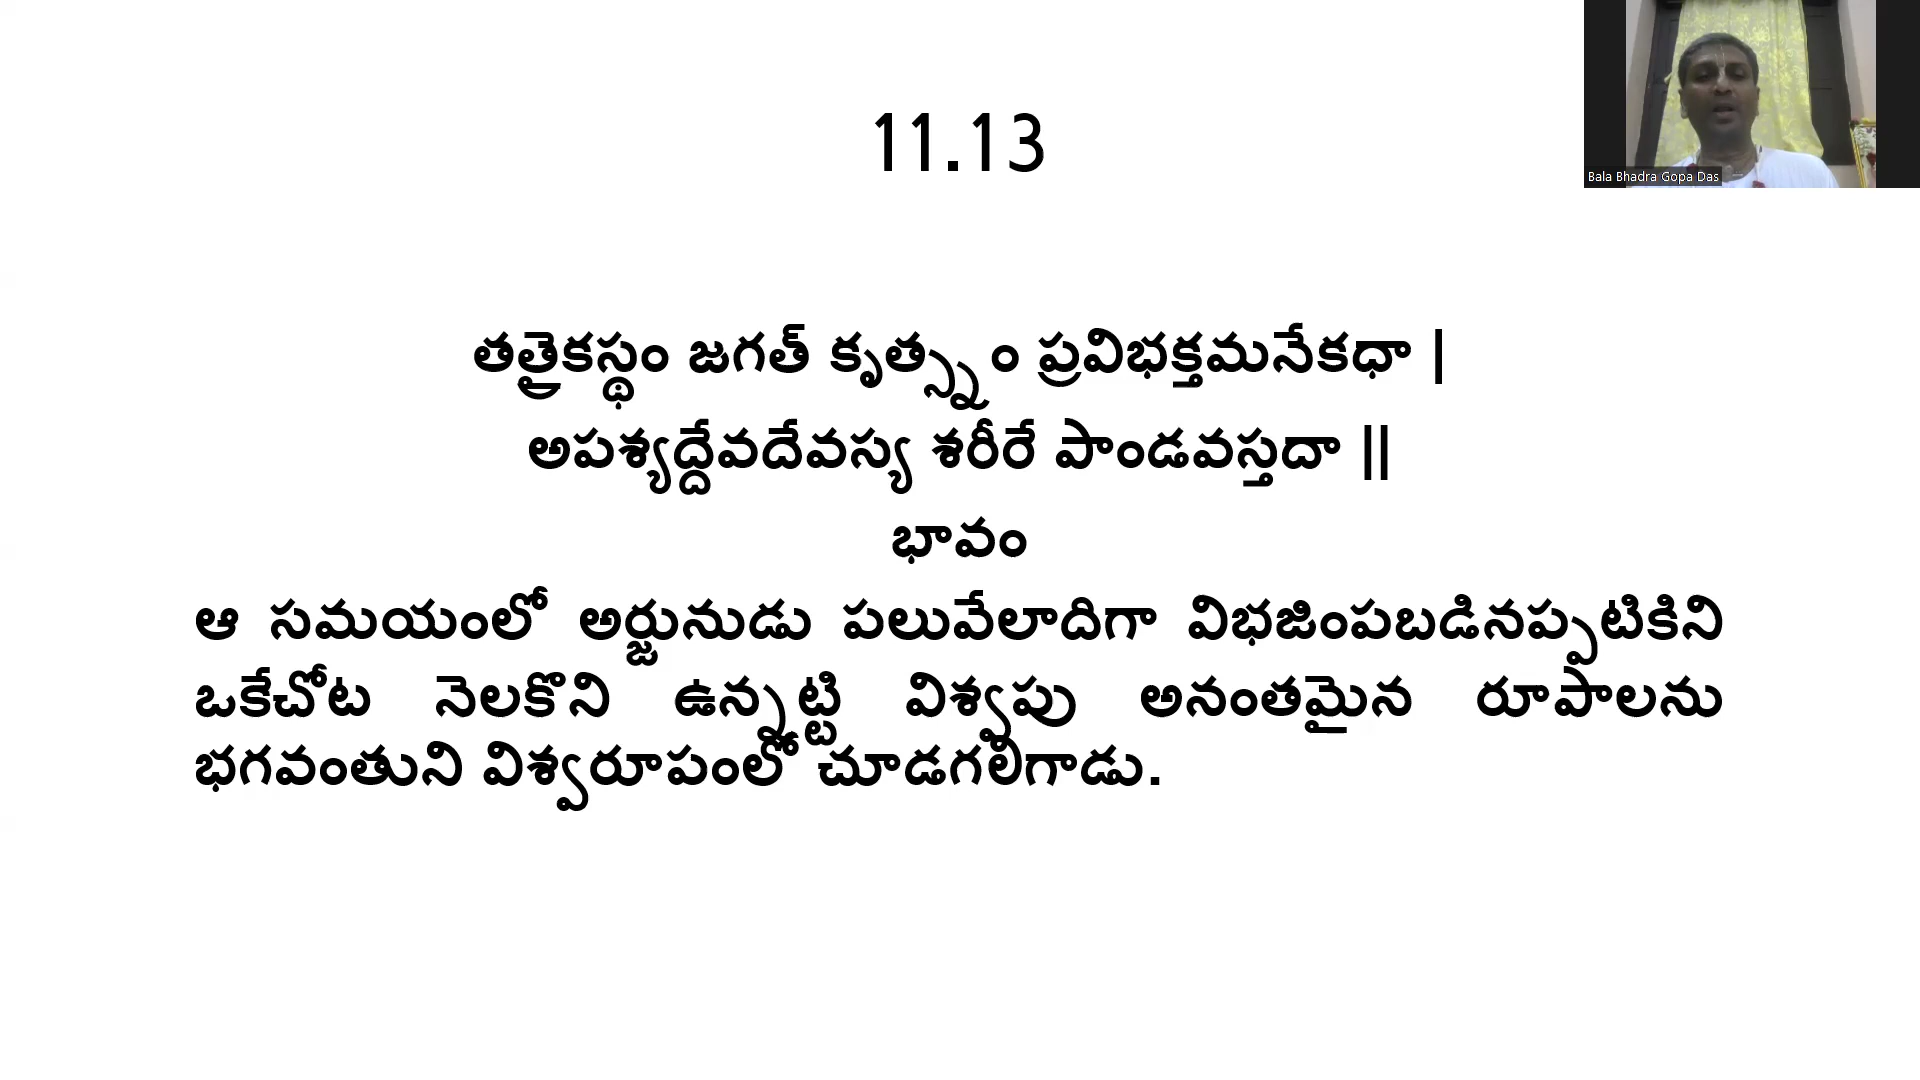 11.13
Bala Bhadra Gopa Das
తత్రైకస్థం జగత్ కృత్స్నం ప్రవిభక్తమనేకధా |
అపశ్యద్దేవదేవస్య శరీరే పాండవస్తదా ||
భావం
ఆ సమయంలో అర్జునుడు పలువేలాదిగా విభజింపబడినప్పటికిని
ఒకేచోట నెలకొని ఉన్నట్టి విశ్వపు అనంతమైన రూపాలను
భగవంతుని విశ్వరూపంలో చూడగలిగాడు.